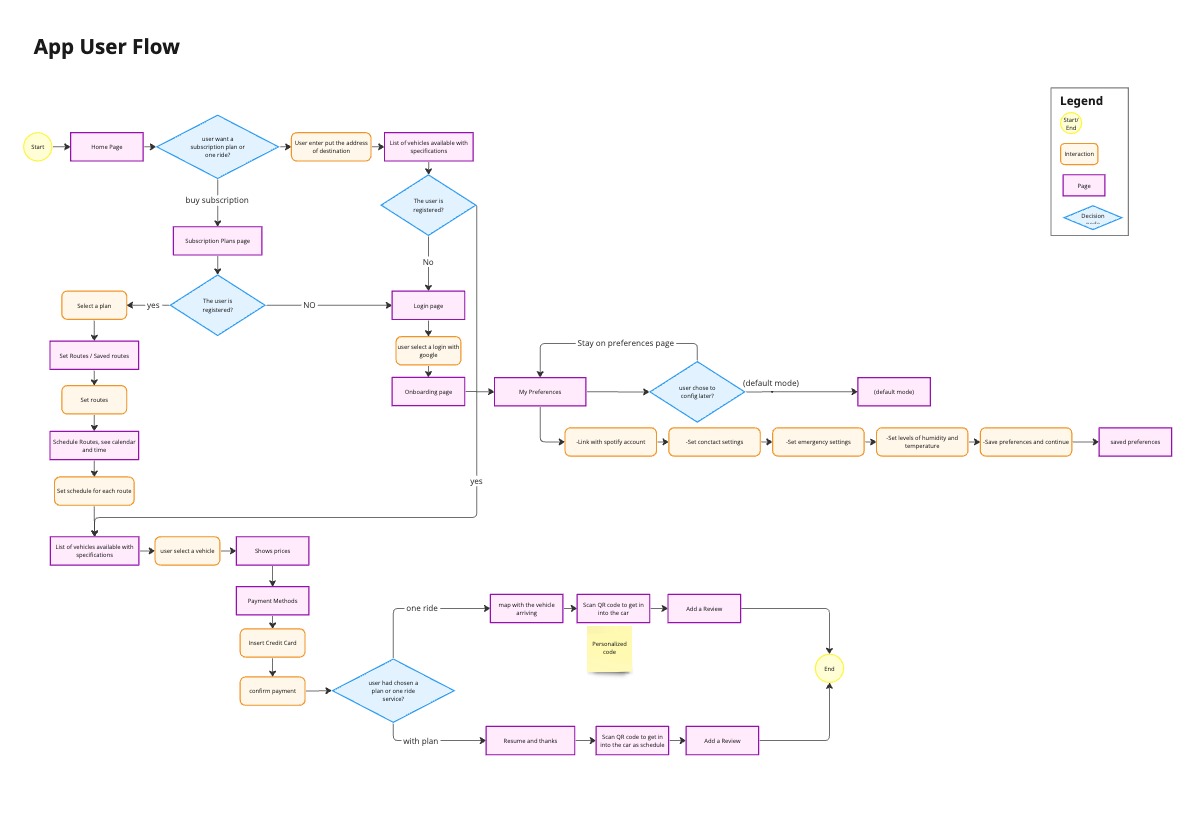 App User Flow
Legend
Start/
End
Interaction
Page
Decision
Start
Home Page
user want a
subscription plan or
one ride?
User enter put the address
of destination
List of vehicles available with
specifications
buy subscription
The user is
registered?
Subscription Plans page
No
Select a plan
yes
The user is
registered?
NO
Login page
user select a login with
google
Onboarding page
Set Routes / Saved routes
Set routes
Schedule Routes, see calendar
and time
Set schedule for each route
Stay on preferences page
My Preferences
user chose to
config later?
(default mode)
(default mode)
-Link with spotify account
-Set conctact settings
-Set emergency settings
-Set levels of humidity and
temperature
-Save preferences and continue
saved preferences
yes
List of vehicles available with
specifications
user select a vehicle
Shows prices
Payment Methods
Insert Credit Card
confirm payment
user had chosen a
plan or one ride
service?
one ride
map with the vehicle
arriving
Scan QR code to get in
into the car
Add a Review
Personalized
code
End
with plan
Resume and thanks
Scan QR code to get in
into the car as schedule
Add a Review